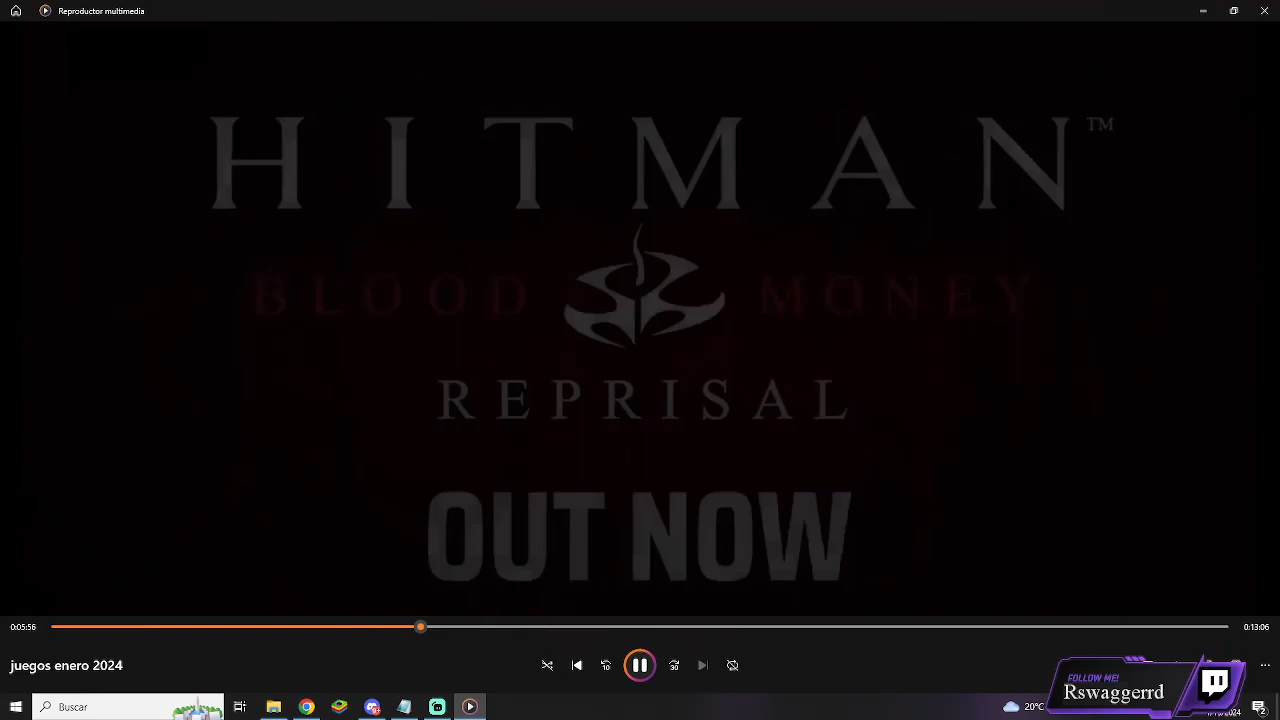 Reproductor multimedia
HITMAN™
BLOOD MONEY
REPRISAL
OUT NOW
0:05:56
0:13:06
juegos enero 2024
FOLLOW ME!
Rswaggerrd
Buscar
20°